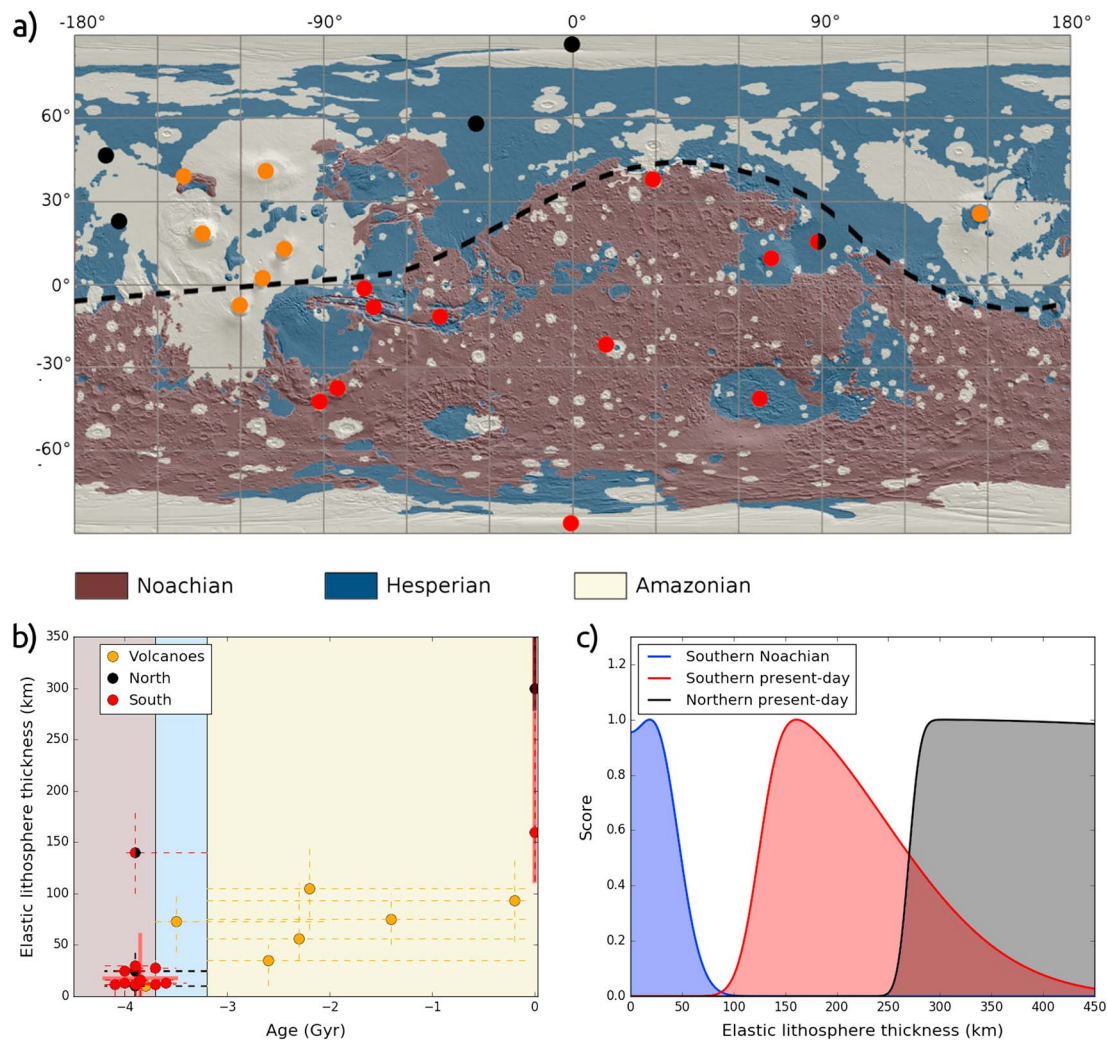 a)
-180° -90° 0° 90° 180°
60°
30°
0°
-30°
-60°
Noachian Hesperian Amazonian
b)
Elastic lithosphere thickness (km)
350
300
250
200
150
100
50
0
Volcanoes
North
South
−4 −3 −2 −1 0
Age (Gyr)
c)
Score
1.2
1.0
0.8
0.6
0.4
0.2
0.0
Southern Noachian
Southern present-day
Northern present-day
0 50 100 150 200 250 300 350 400 450
Elastic lithosphere thickness (km)